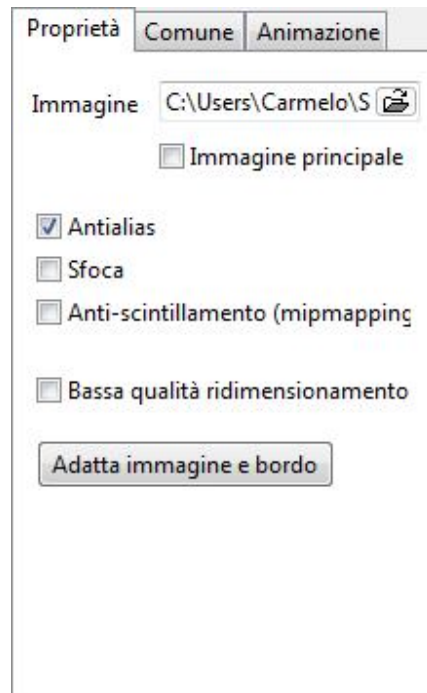 Proprietà Comune Animazione
Immagine C:\Users\Carmelo\S
Immagine principale
Antialias
Sfoca
Anti-scintillamento (mipmapping
Bassa qualità ridimensionamento
Adatta immagine e bordo